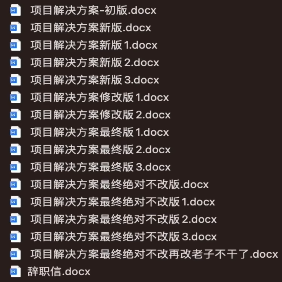 项目解决方案-初版.docx
项目解决方案新版.docx
项目解决方案新版1.docx
项目解决方案新版2.docx
项目解决方案新版3.docx
项目解决方案修改版1.docx
项目解决方案修改版2.docx
项目解决方案最终版1.docx
项目解决方案最终版2.docx
项目解决方案最终版3.docx
项目解决方案最终绝对不改版.docx
项目解决方案最终绝对不改版1.docx
项目解决方案最终绝对不改版2.docx
项目解决方案最终绝对不改版3.docx
项目解决方案最终绝对不改再改老子不干了.docx
辞职信.docx